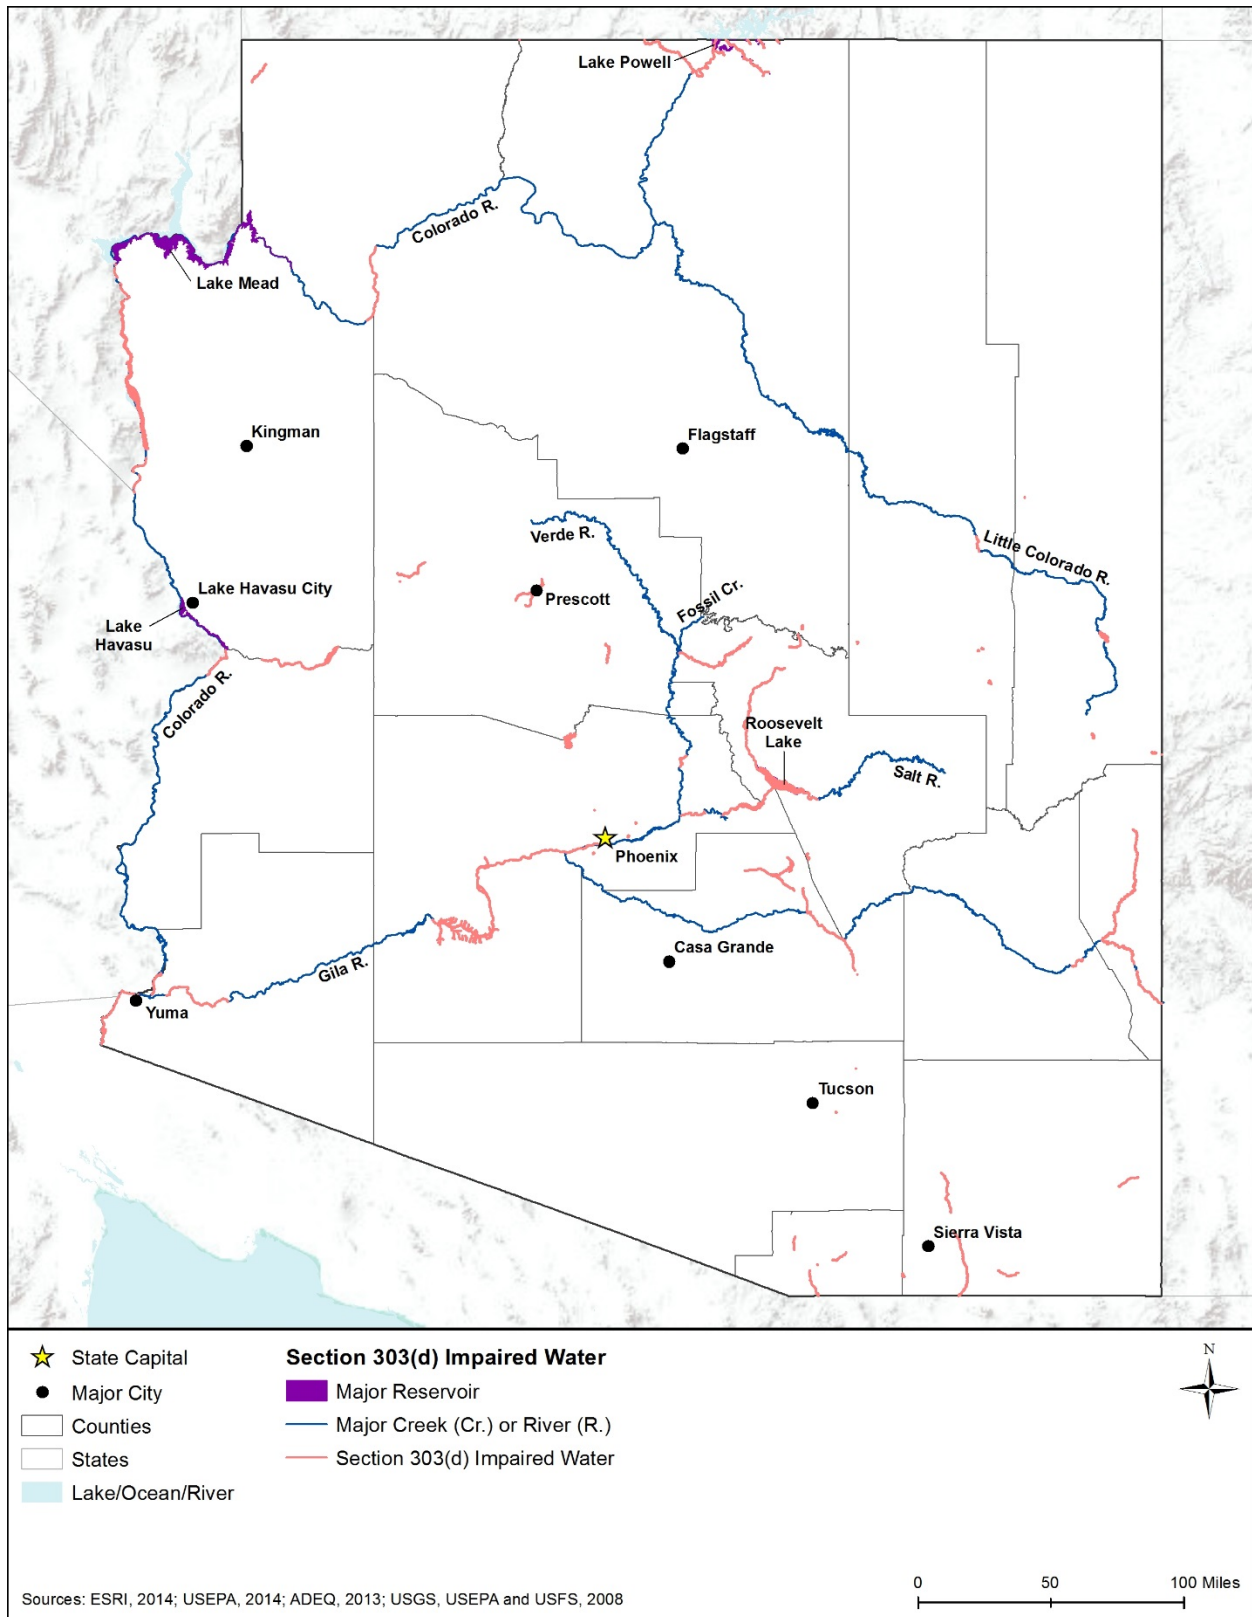 Lake Powell
Colorado R.
Lake Mead
Kingman
Flagstaff
Verde R.
Little Colorado R.
Lake Havasu City
Prescott
Fossil Cr.
Lake
Havasu
Colorado R.
Roosevelt
Lake
Salt R.
Phoenix
Casa Grande
Gila R.
Yuma
Tucson
Sierra Vista
State Capital
Major City
Counties
States
Lake/Ocean/River
Section 303(d) Impaired Water
Major Reservoir
Major Creek (Cr.) or River (R.)
Section 303(d) Impaired Water
N
0 50 100 Miles
Sources: ESRI, 2014; USEPA, 2014; ADEQ, 2013; USGS, USEPA and USFS, 2008